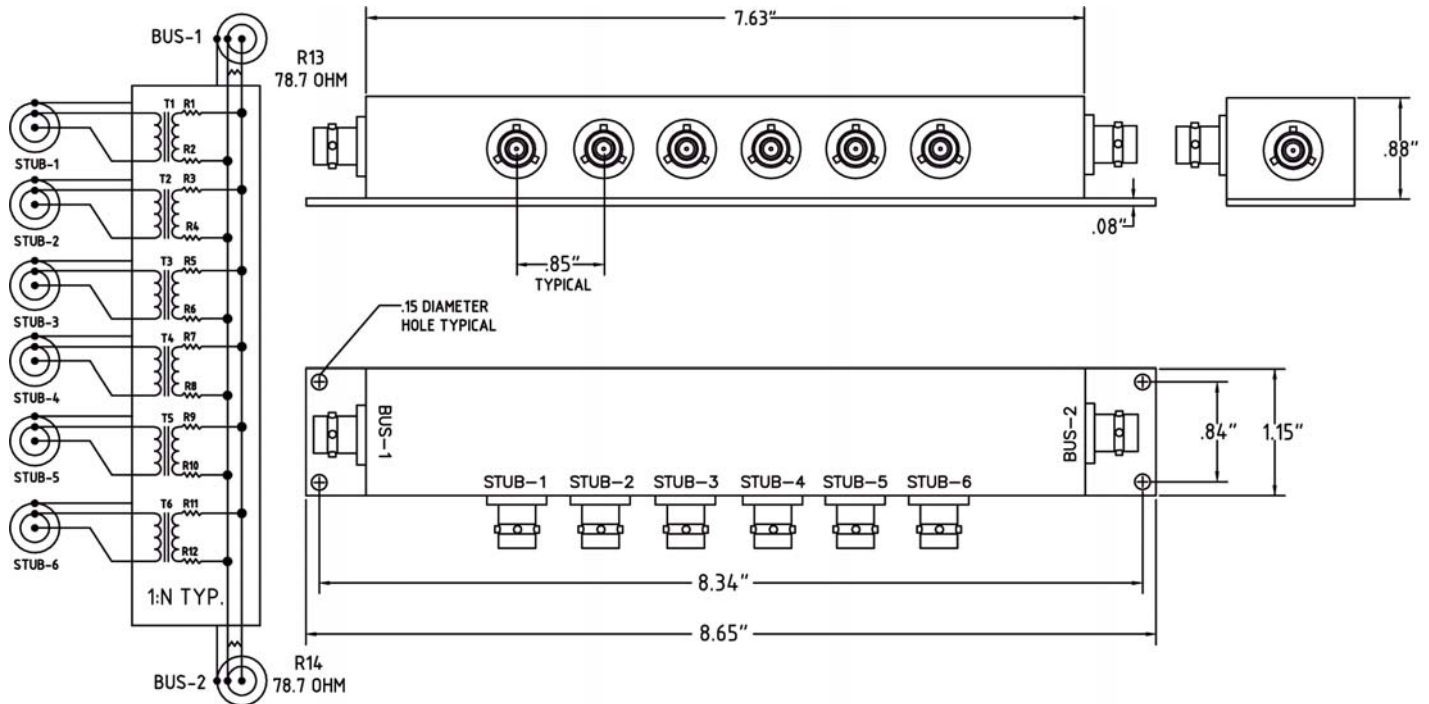 BUS-1
R13
78.7 OHM
T1 R1
R2
STUB-1
T2 R3
R4
STUB-2
T3 R5
R6
STUB-3
T4 R7
R8
STUB-4
T5 R9
R10
STUB-5
T6 R11
R12
STUB-6
1:N TYP.
R14
78.7 OHM
BUS-2
7.63"
.88"
.08"
.85"
TYPICAL
.15 DIAMETER
HOLE TYPICAL
BUS-1
BUS-2
.84"
1.15"
STUB-1 STUB-2 STUB-3 STUB-4 STUB-5 STUB-6
8.34"
8.65"